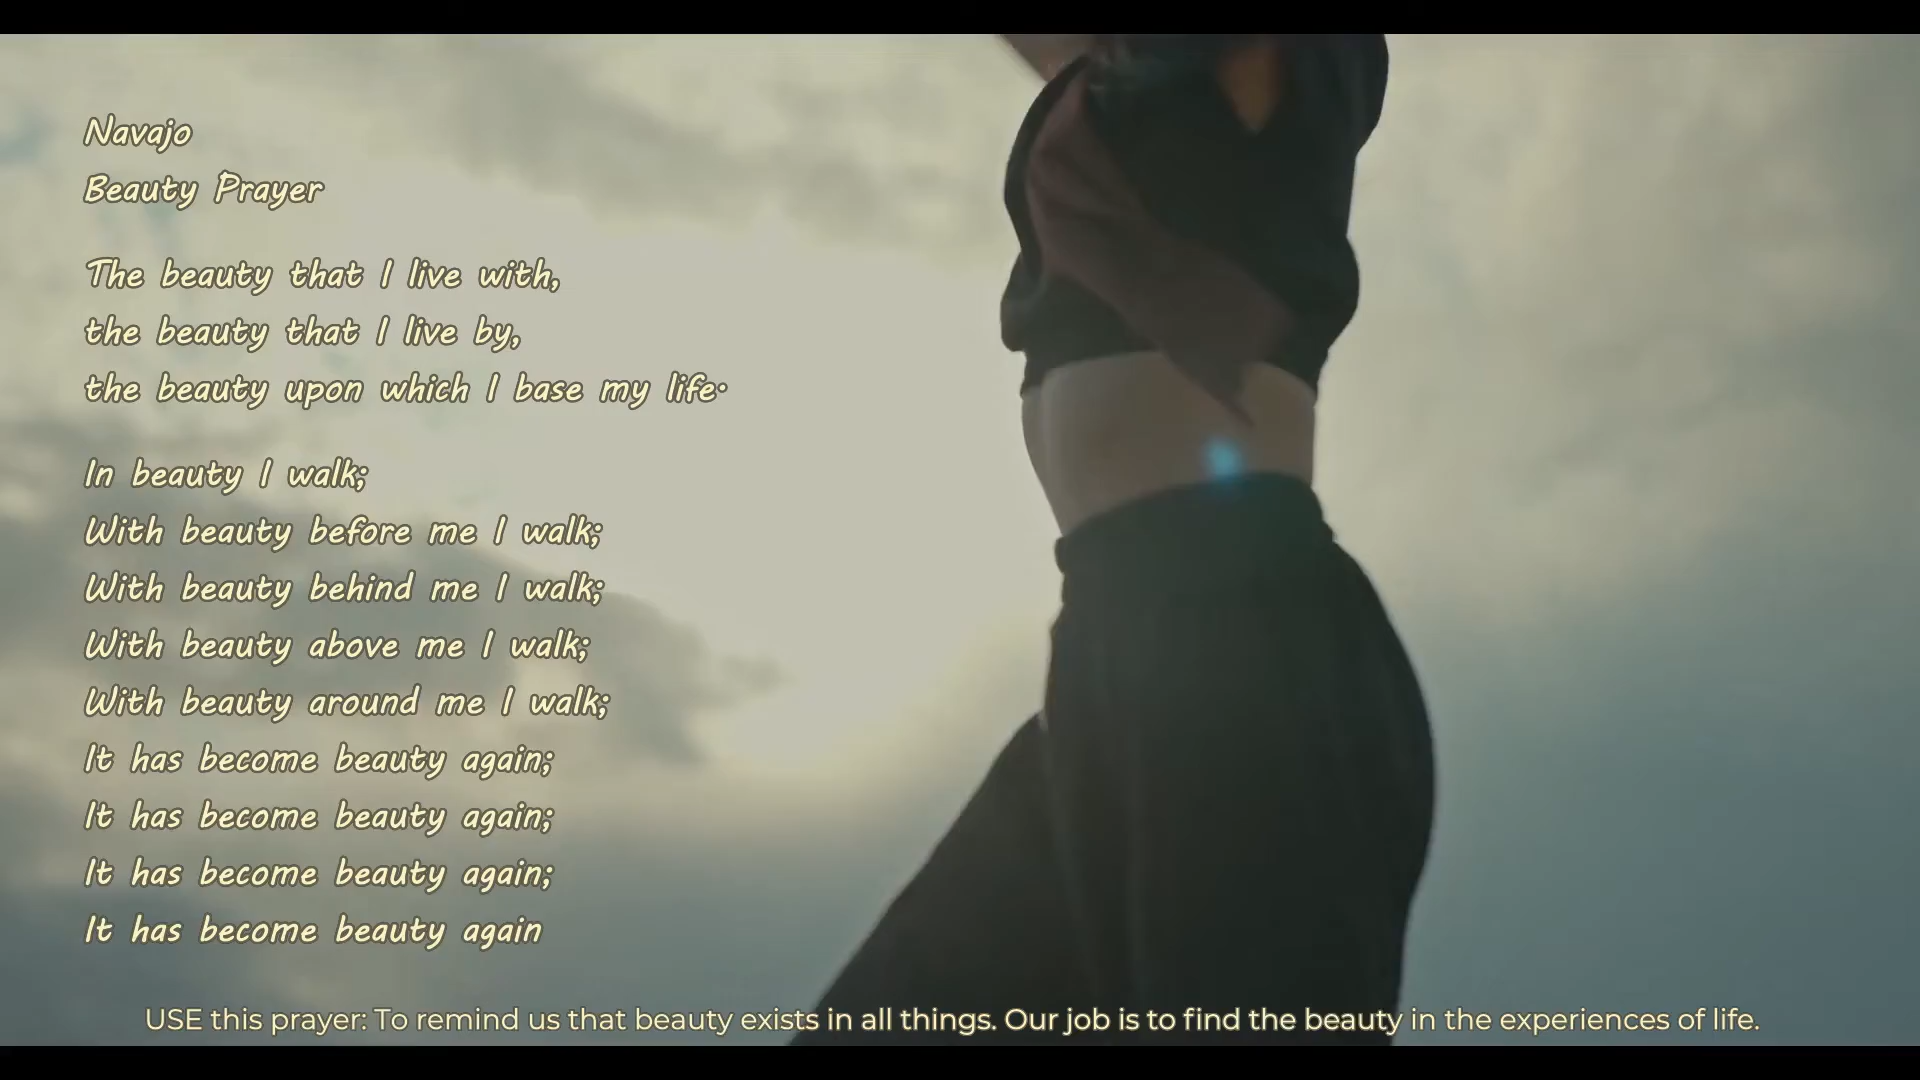 Navajo
Beauty Prayer
The beauty that I live with,
the beauty that I live by,
the beauty upon which I base my life.
In beauty I walk;
With beauty before me I walk;
With beauty behind me I walk;
With beauty above me I walk;
With beauty around me I walk;
It has become beauty again;
It has become beauty again;
It has become beauty again;
It has become beauty again
USE this prayer: To remind us that beauty exists in all things. Our job is to find the beauty in the experiences of life.